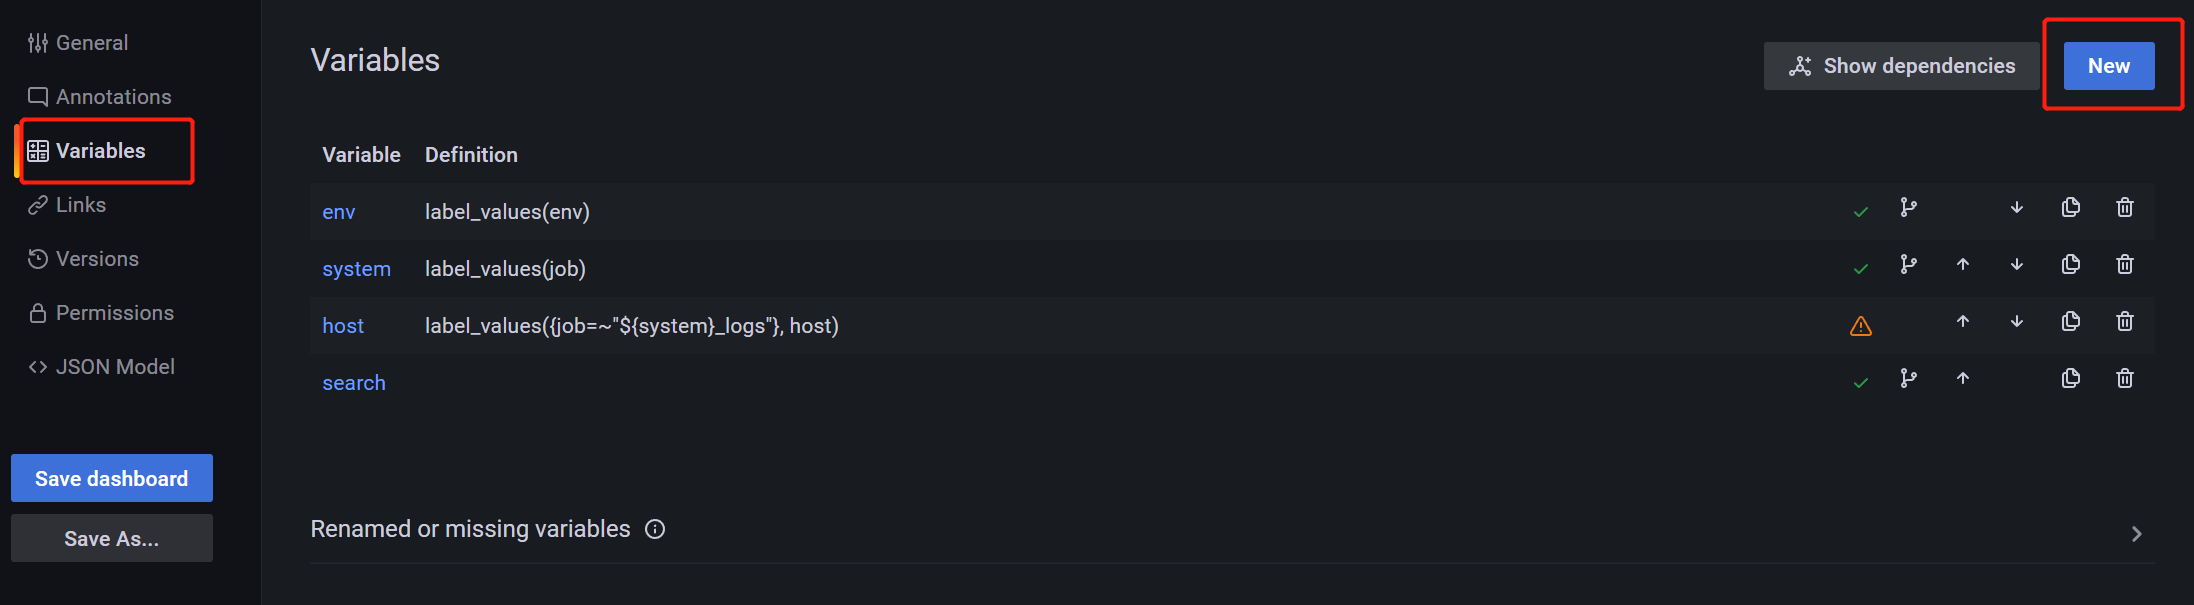 General
Annotations
Variables
Links
Versions
Permissions
JSON Model
Save dashboard
Save As...
Variables
Show dependencies
New
Variable Definition
env label_values(env)
system label_values(job)
host label_values({job=~"${system}_logs"}, host)
search
Renamed or missing variables